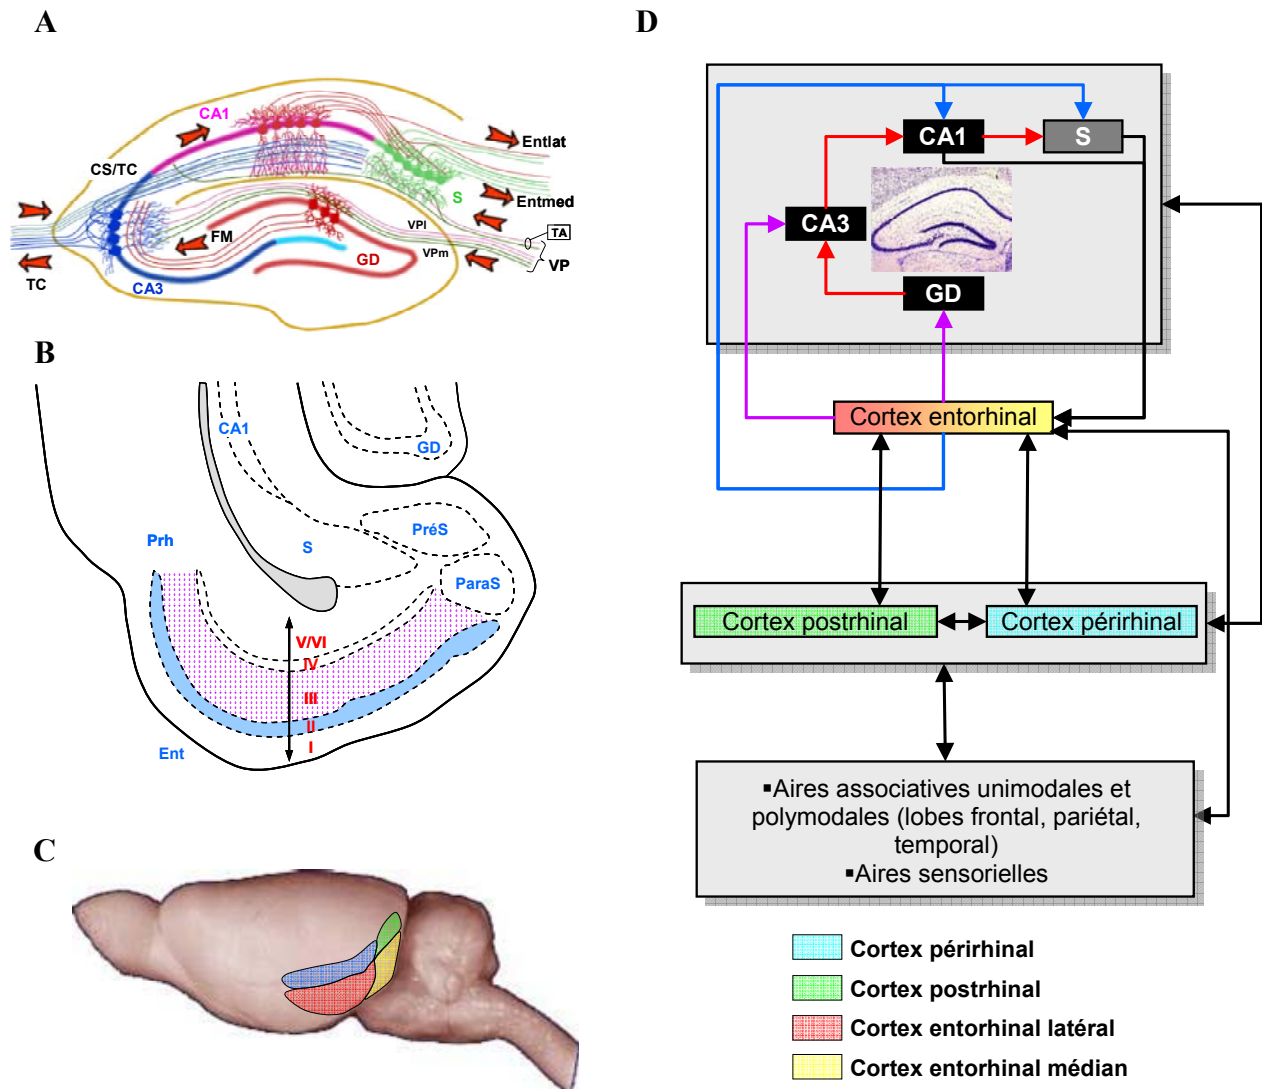 A
CA1
Entlat
CS/TC
S
Entmed
FM
VPl
TA
VPm
VP
GD
TC
CA3
B
CA1
GD
PréS
Prh
S
ParaS
V/VI
IV
III
II
I
Ent
C
D
CA1
S
CA3
GD
Cortex entorhinal
Cortex postrhinal
Cortex périrhinal
▪Aires associatives unimodales et
polymodales (lobes frontal, pariétal,
temporal)
▪Aires sensorielles
Cortex périrhinal
Cortex postrhinal
Cortex entorhinal latéral
Cortex entorhinal médian